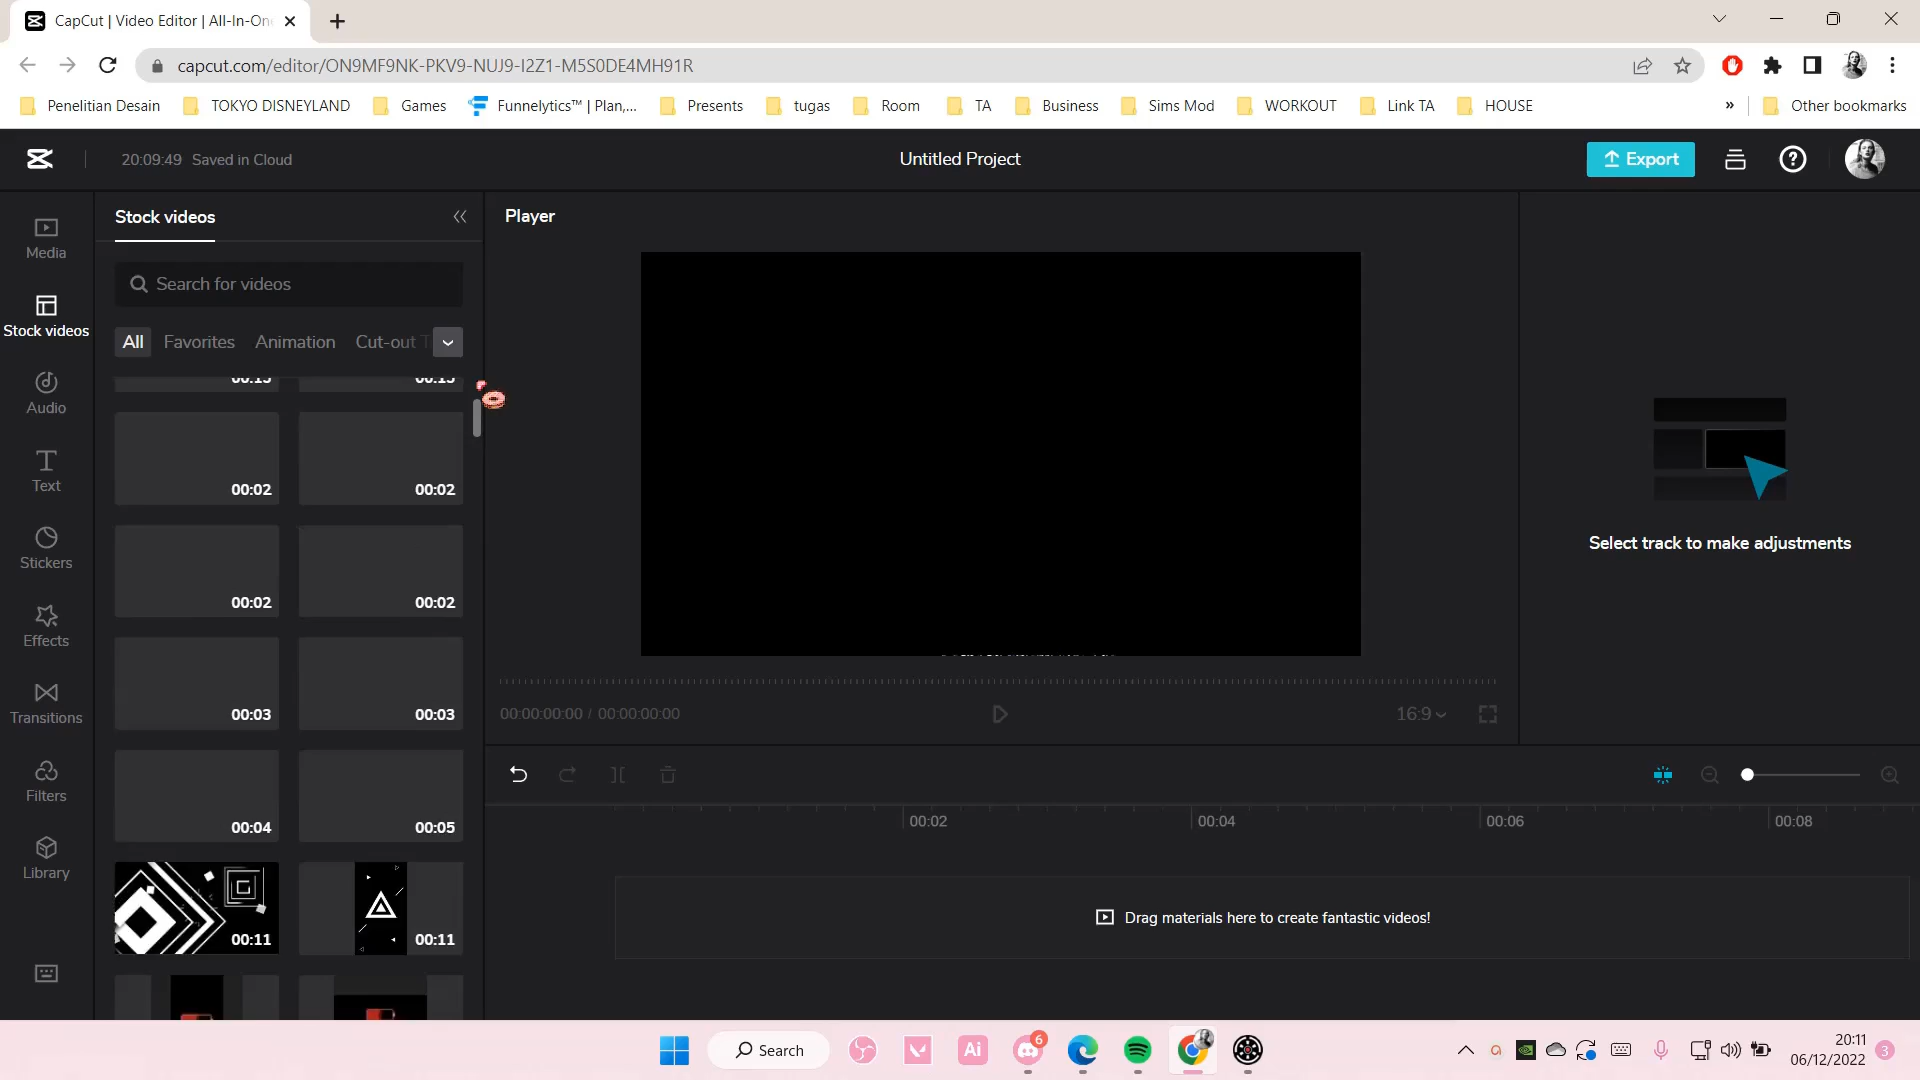 CapCut | Video Editor | All-In-On
capcut.com/editor/ON9MF9NK-PKV9-NUJ9-I2Z1-M5S0DE4MH91R
Penelitian Desain
TOKYO DISNEYLAND
Games
Funnelytics™ | Plan,...
Presents
tugas
Room
TA
Business
Sims Mod
WORKOUT
Link TA
HOUSE
»
Other bookmarks
20:09:49 Saved in Cloud
Untitled Project
Export
Media
Stock videos
Audio
Text
Stickers
Effects
Transitions
Filters
Library
Stock videos
Search for videos
All
Favorites
Animation
Cut-out T
00:15
00:15
00:02
00:02
00:02
00:02
00:03
00:03
00:04
00:05
00:11
00:11
Player
00:00:00:00 / 00:00:00:00
16:9
Select track to make adjustments
00:02
00:04
00:06
00:08
Drag materials here to create fantastic videos!
Search
Ai
6
20:11
06/12/2022
3